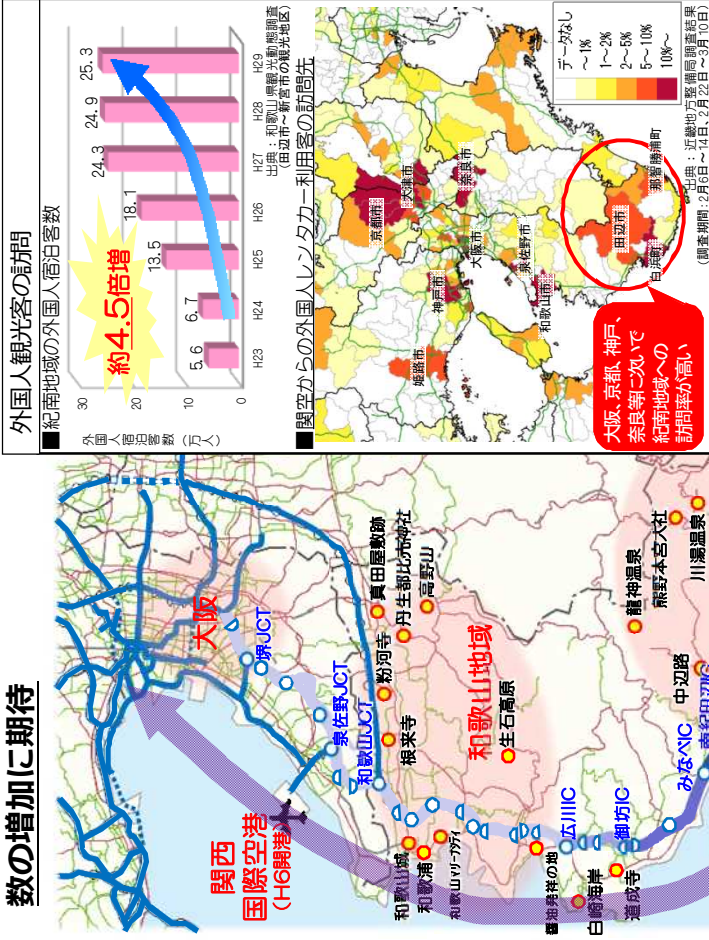 数の増加に期待
大阪
堺JCT
泉佐野JCT
関西
国際空港
(H6開港)
和歌山JCT
真田屋敷跡
丹生都比売神社
高野山
粉河寺
根来寺
和歌山地域
生石高原
和歌山城
和歌浦
和歌山マリーナシティ
醤油発祥の地
広川IC
白崎海岸
御坊IC
道成寺
龍神温泉
熊野本宮大社
川湯温泉
中辺路
みなべIC
南紀田辺IC
外国人観光客の訪問
■紀南地域の外国人宿泊客数
約4.5倍増
外国人宿泊客数(万人)
30
20
10
0
5.6
6.7
13.5
18.1
24.3
24.9
25.3
H23
H24
H25
H26
H27
H28
H29
出典：和歌山県観光動態調査
(田辺市～新宮市の観光地区)
■関空からの外国人レンタカー利用客の訪問先
京都市
大津市
奈良市
神戸市
大阪市
姫路市
泉佐野市
和歌山市
田辺市
白浜町
那智勝浦町
データなし
～1%
1～2%
2～5%
5～10%
10%～
大阪、京都、神戸、
奈良等に次いで
紀南地域への
訪問率が高い
出典：近畿地方整備局調査結果
(調査期間：2月6日～14日、2月22日～3月10日)